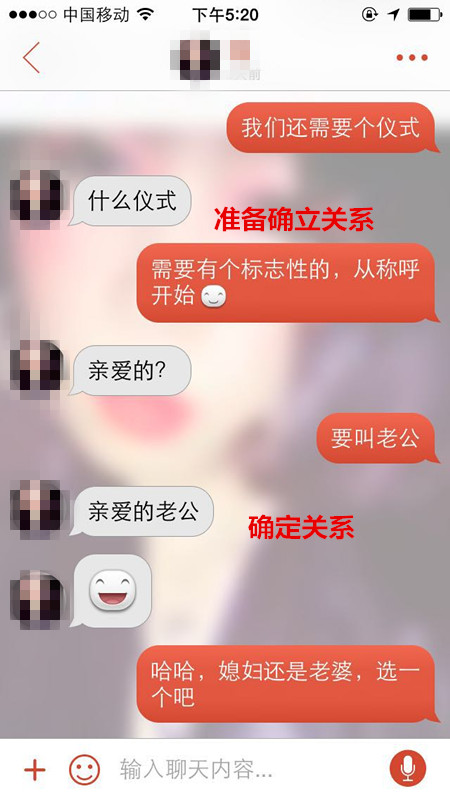 中国移动
下午5:20
前
我们还需要个仪式
什么仪式
准备确立关系
需要有个标志性的，从称呼
开始
亲爱的？
要叫老公
亲爱的老公
确定关系
哈哈，媳妇还是老婆，选一
个吧
输入聊天内容...